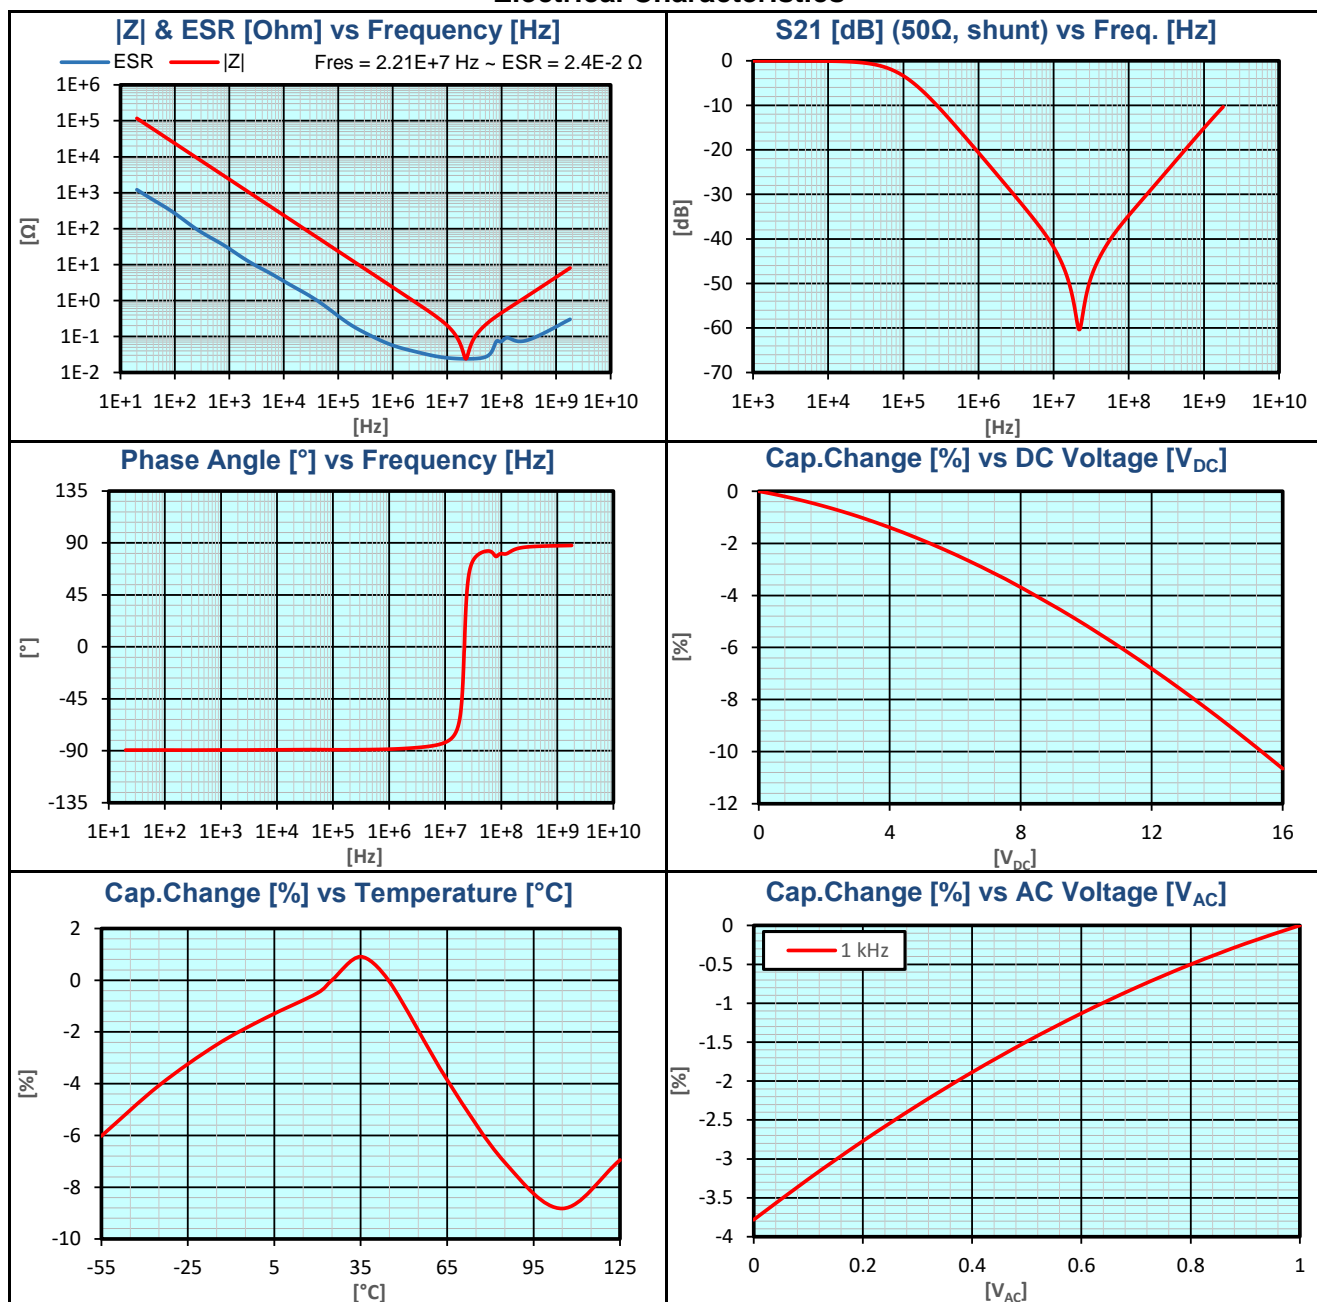 |Z| & ESR [Ohm] vs Frequency [Hz]
ESR |Z| Fres = 2.21E+7 Hz ~ ESR = 2.4E-2 Ω
1E+6
1E+5
1E+4
1E+3
1E+2
1E+1
1E+0
1E-1
1E-2
[Ω]
1E+1 1E+2 1E+3 1E+4 1E+5 1E+6 1E+7 1E+8 1E+9 1E+10
[Hz]
S21 [dB] (50Ω, shunt) vs Freq. [Hz]
0
-10
-20
-30
-40
-50
-60
-70
[dB]
1E+3 1E+4 1E+5 1E+6 1E+7 1E+8 1E+9 1E+10
[Hz]
Phase Angle [°] vs Frequency [Hz]
135
90
45
0
-45
-90
-135
[°]
1E+1 1E+2 1E+3 1E+4 1E+5 1E+6 1E+7 1E+8 1E+9 1E+10
[Hz]
Cap.Change [%] vs DC Voltage [VDC]
0
-2
-4
-6
-8
-10
-12
[%]
0 4 8 12 16
[VDC]
Cap.Change [%] vs Temperature [°C]
2
0
-2
-4
-6
-8
-10
[%]
-55 -25 5 35 65 95 125
[°C]
Cap.Change [%] vs AC Voltage [VAC]
1 kHz
0
-0.5
-1
-1.5
-2
-2.5
-3
-3.5
-4
[%]
0 0.2 0.4 0.6 0.8 1
[VAC]